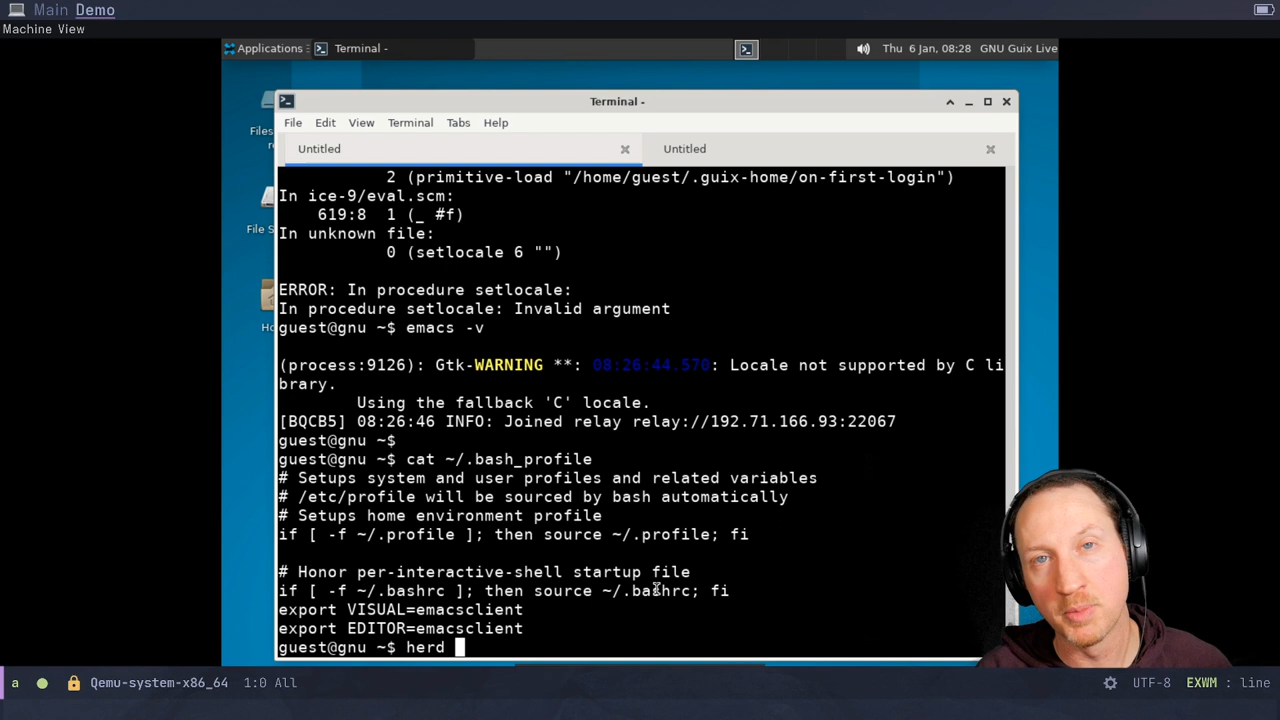 Main Demo
Machine View
Applications
Terminal -
Thu 6 Jan, 08:28
GNU Guix Live
Terminal -
File Edit View Terminal Tabs Help
Untitled
Untitled
2 (primitive-load "/home/guest/.guix-home/on-first-login")
In ice-9/eval.scm:
619:8 1 (_ #f)
In unknown file:
0 (setlocale 6 "")
ERROR: In procedure setlocale:
In procedure setlocale: Invalid argument
guest@gnu ~$ emacs -v
(process:9126): Gtk-WARNING **: 08:26:44.570: Locale not supported by C li
brary.
Using the fallback 'C' locale.
[BQCB5] 08:26:46 INFO: Joined relay relay://192.71.166.93:22067
guest@gnu ~$
guest@gnu ~$ cat ~/.bash_profile
# Setups system and user profiles and related variables
# /etc/profile will be sourced by bash automatically
# Setups home environment profile
if [ -f ~/.profile ]; then source ~/.profile; fi
# Honor per-interactive-shell startup file
if [ -f ~/.bashrc ]; then source ~/.bashrc; fi
export VISUAL=emacsclient
export EDITOR=emacsclient
guest@gnu ~$ herd
a Qemu-system-x86_64 1:0 All
UTF-8 EXWM : line